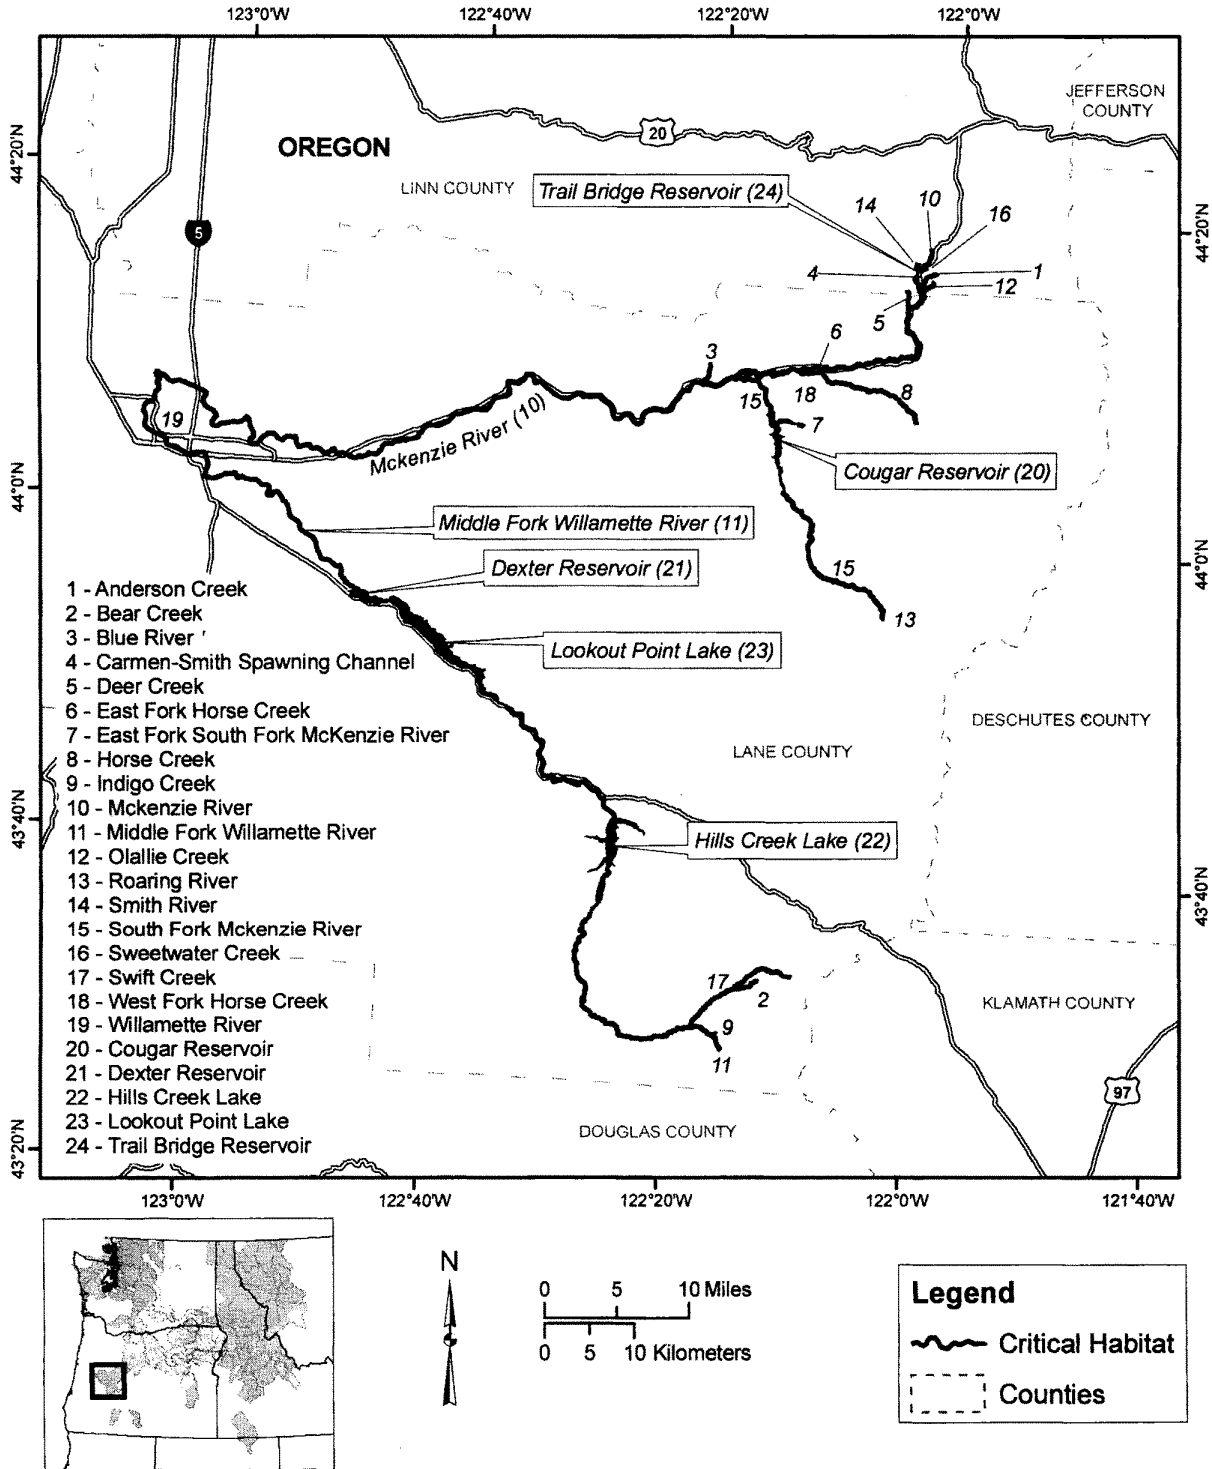 123°0'W 122°40'W 122°20'W 122°0'W
JEFFERSON
COUNTY
20
44°20'N
OREGON
LINN COUNTY
Trail Bridge Reservoir (24)
14
10
16
44°20'N
5
4
1
12
5
6
3
15
18
8
19
7
Mckenzie River (10)
Cougar Reservoir (20)
44°0'N
Middle Fork Willamette River (11)
44°0'N
Dexter Reservoir (21)
15
13
Lookout Point Lake (23)
1 - Anderson Creek
2 - Bear Creek
3 - Blue River
4 - Carmen-Smith Spawning Channel
5 - Deer Creek
6 - East Fork Horse Creek
7 - East Fork South Fork McKenzie River
8 - Horse Creek
9 - Indigo Creek
10 - Mckenzie River
11 - Middle Fork Willamette River
12 - Olallie Creek
13 - Roaring River
14 - Smith River
15 - South Fork Mckenzie River
16 - Sweetwater Creek
17 - Swift Creek
18 - West Fork Horse Creek
19 - Willamette River
20 - Cougar Reservoir
21 - Dexter Reservoir
22 - Hills Creek Lake
23 - Lookout Point Lake
24 - Trail Bridge Reservoir
DESCHUTES COUNTY
LANE COUNTY
43°40'N
Hills Creek Lake (22)
43°40'N
17
2
KLAMATH COUNTY
9
11
97
DOUGLAS COUNTY
43°20'N
123°0'W 122°40'W 122°20'W 122°0'W 121°40'W
N
0 5 10 Miles
0 5 10 Kilometers
Legend
Critical Habitat
Counties